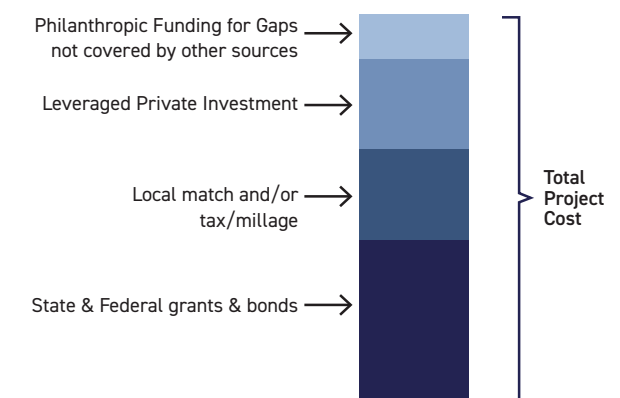 Philanthropic Funding for Gaps
not covered by other sources
Leveraged Private Investment
Local match and/or
tax/millage
State & Federal grants & bonds
Total
Project
Cost